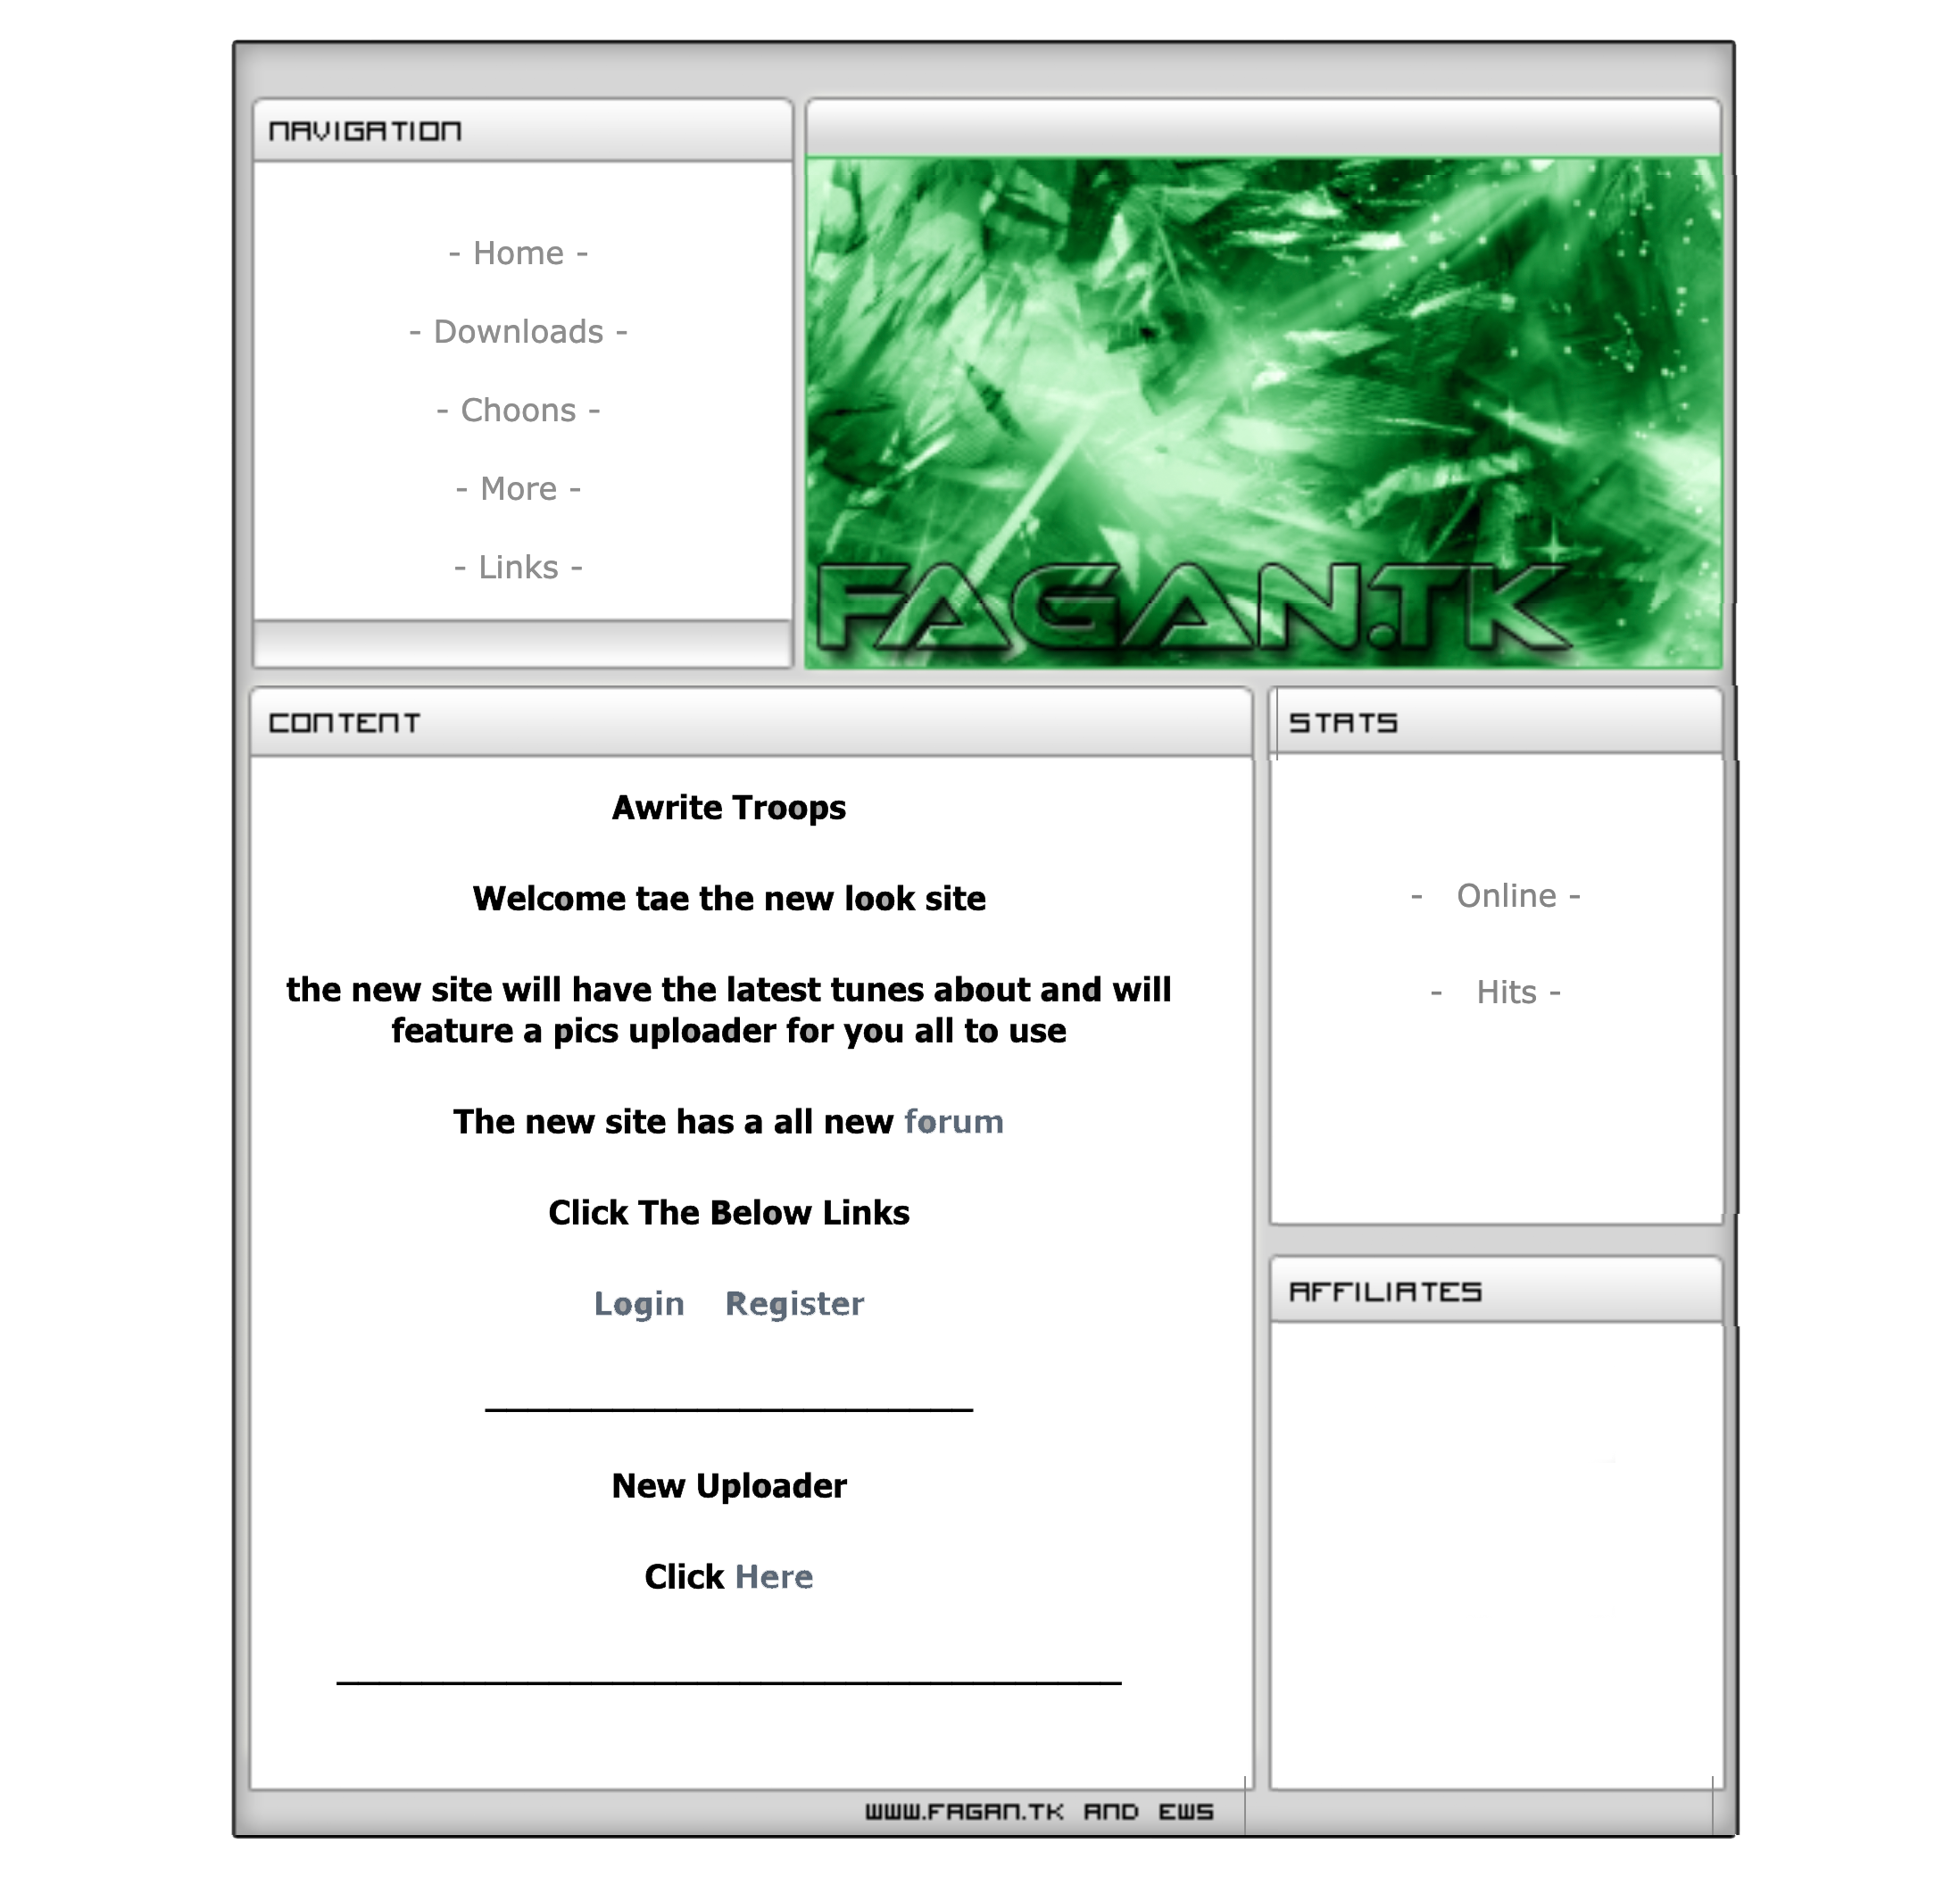 NAVIGATION
- Home -
- Downloads -
- Choons -
- More -
- Links -
FAGAN.TK
CONTENT
Awrite Troops
Welcome tae the new look site
the new site will have the latest tunes about and will
feature a pics uploader for you all to use
The new site has a all new forum
Click The Below Links
Login Register
New Uploader
Click Here
STATS
- Online -
- Hits -
AFFILIATES
WWW.FAGAN.TK AND EWS